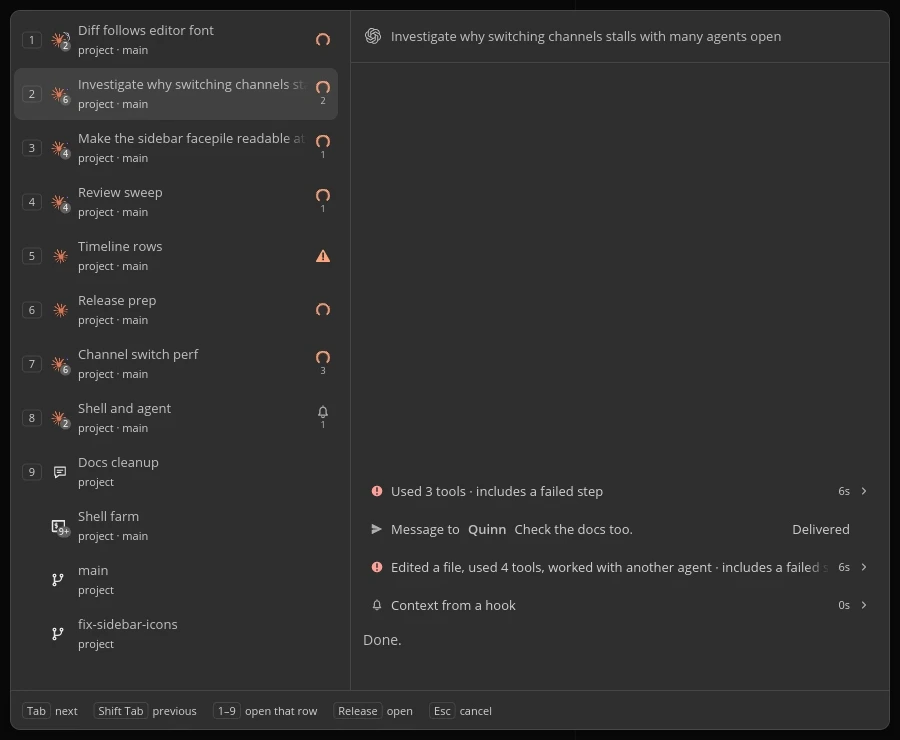 1
2
Diff follows editor font
project · main
2
6
Investigate why switching channels st
project · main
2
3
4
Make the sidebar facepile readable at
project · main
1
4
4
Review sweep
project · main
1
5
Timeline rows
project · main
6
Release prep
project · main
7
6
Channel switch perf
project · main
3
8
2
Shell and agent
project · main
1
9
Docs cleanup
project
9+
Shell farm
project · main
main
project
fix-sidebar-icons
project
Investigate why switching channels stalls with many agents open
Used 3 tools · includes a failed step 6s
Message to Quinn Check the docs too. Delivered
Edited a file, used 4 tools, worked with another agent · includes a failed s 6s
Context from a hook 0s
Done.
Tab next Shift Tab previous 1–9 open that row Release open Esc cancel